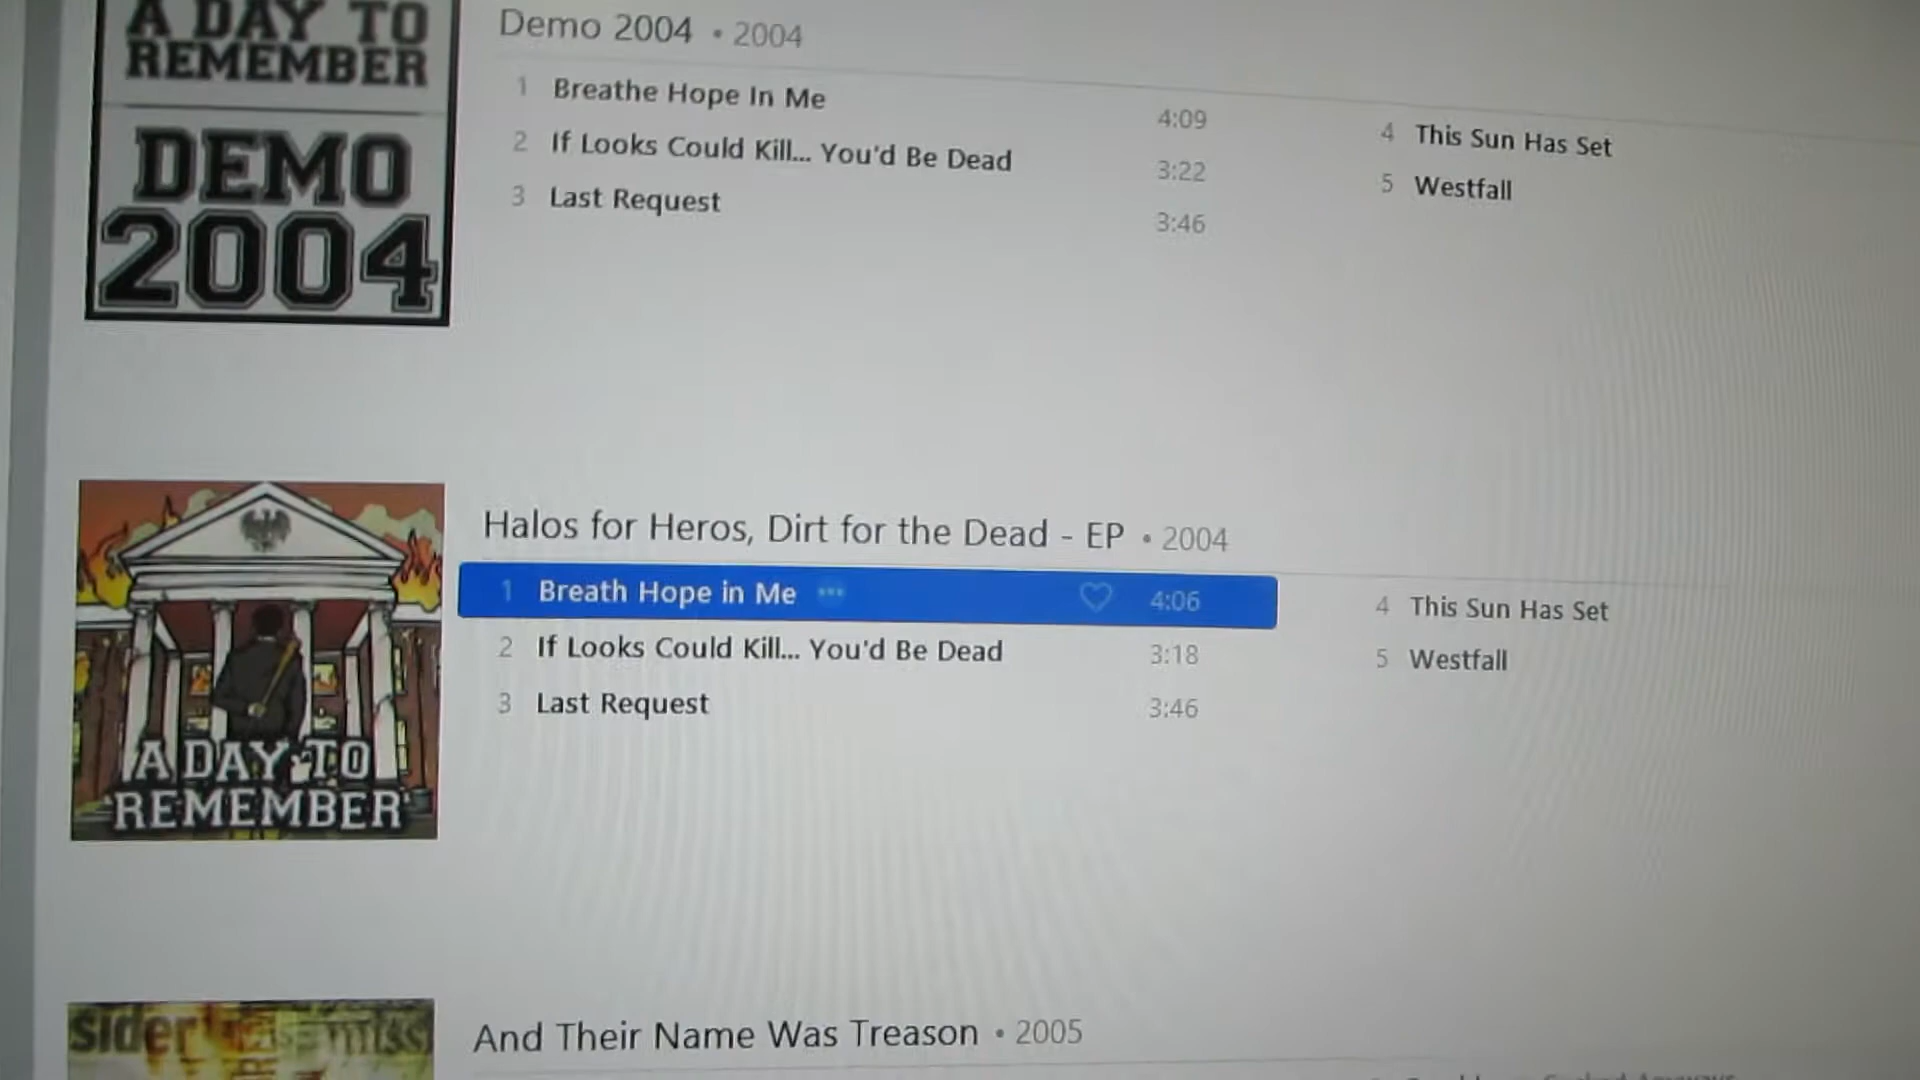 A DAY TO
REMEMBER
DEMO
2004
Demo 2004 • 2004
1 Breathe Hope In Me 4:09
2 If Looks Could Kill... You'd Be Dead 3:22
3 Last Request 3:46
4 This Sun Has Set
5 Westfall
A DAY TO
REMEMBER
Halos for Heros, Dirt for the Dead - EP • 2004
1 Breath Hope in Me ••• 4:06
2 If Looks Could Kill... You'd Be Dead 3:18
3 Last Request 3:46
4 This Sun Has Set
5 Westfall
sider
And Their Name Was Treason • 2005